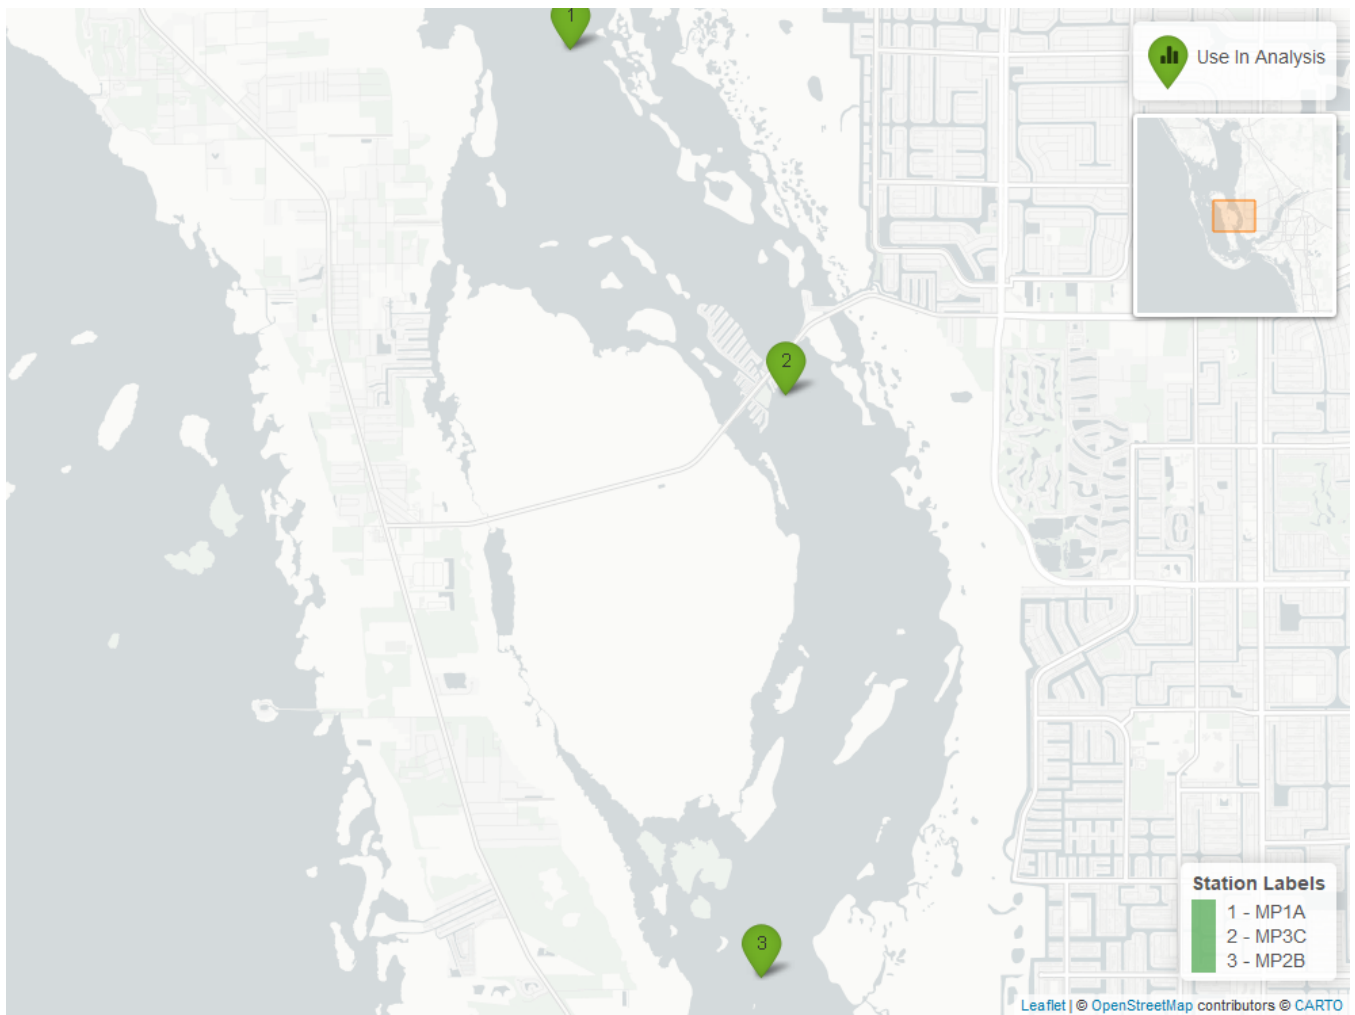 1
Use In Analysis
2
3
Station Labels
1 - MP1A
2 - MP3C
3 - MP2B
Leaflet | © OpenStreetMap contributors © CARTO